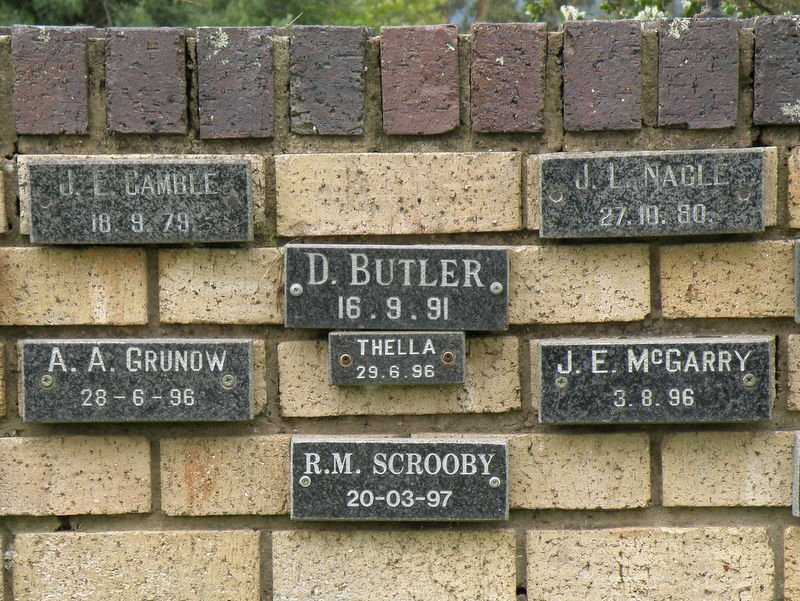 J. E. GAMBLE
18. 9. 79.
J. L. NAGLE
27. 10. 80.
D. BUTLER
16. 9. 91
THELLA
29. 6. 96
A. A. GRUNOW
28 - 6 - 96
J. E. McGARRY
3. 8. 96
R.M. SCROOBY
20-03-97